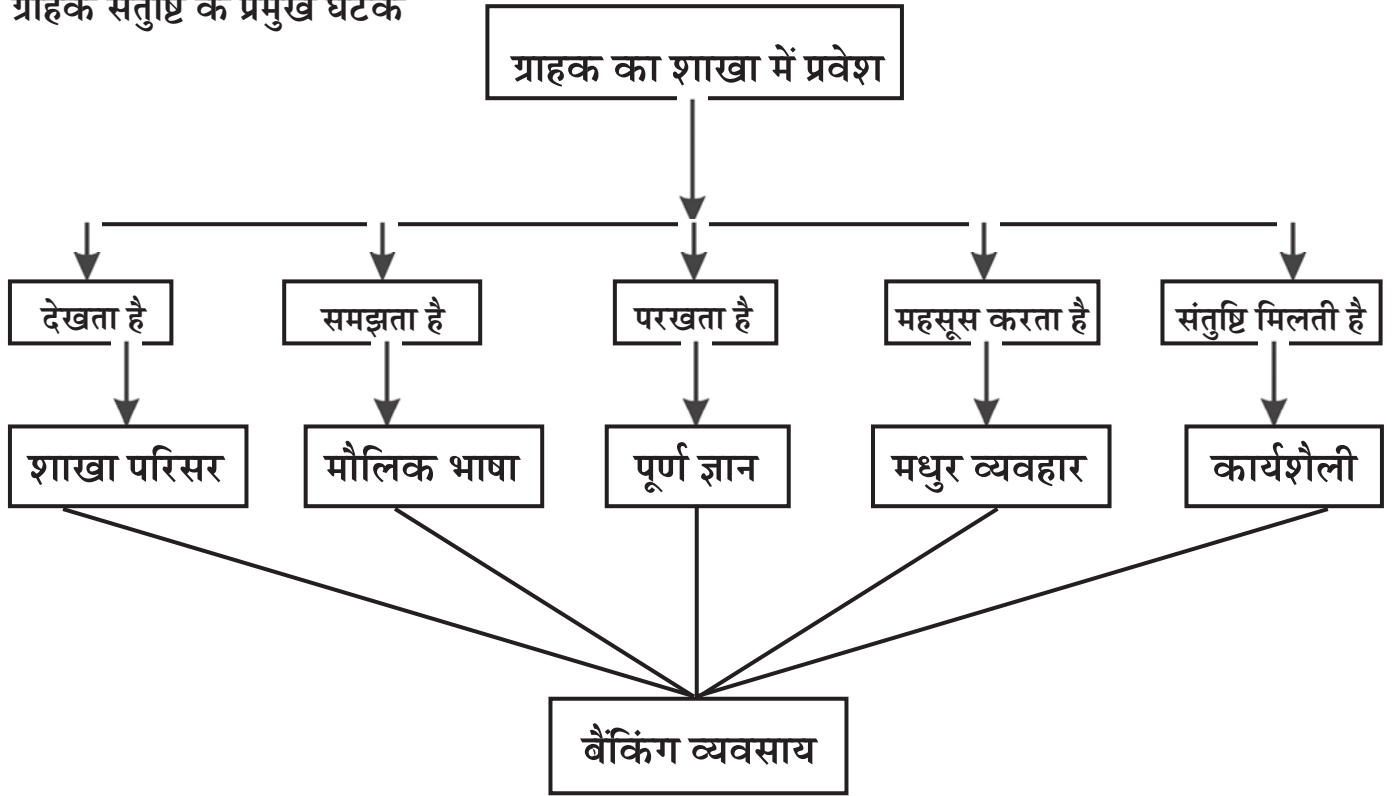 ग्राहक संतुष्टि के प्रमुख घटक
ग्राहक का शाखा में प्रवेश
देखता है
समझता है
परखता है
महसूस करता है
संतुष्टि मिलती है
शाखा परिसर
मौलिक भाषा
पूर्ण ज्ञान
मधुर व्यवहार
कार्यशैली
बैंकिंग व्यवसाय